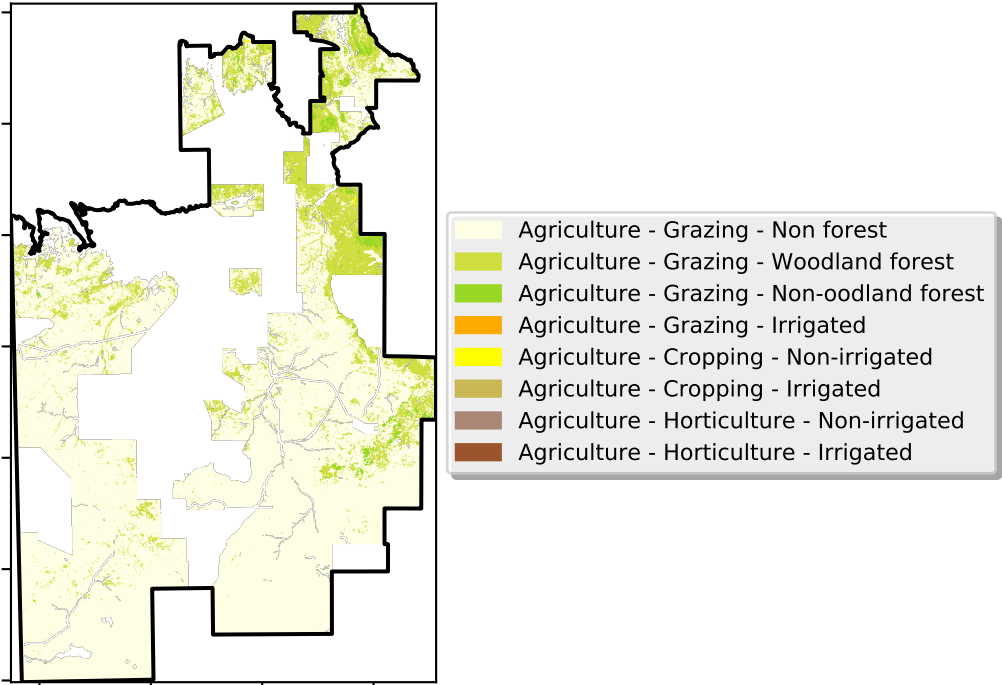 Agriculture - Grazing - Non forest
Agriculture - Grazing - Woodland forest
Agriculture - Grazing - Non-oodland forest
Agriculture - Grazing - Irrigated
Agriculture - Cropping - Non-irrigated
Agriculture - Cropping - Irrigated
Agriculture - Horticulture - Non-irrigated
Agriculture - Horticulture - Irrigated